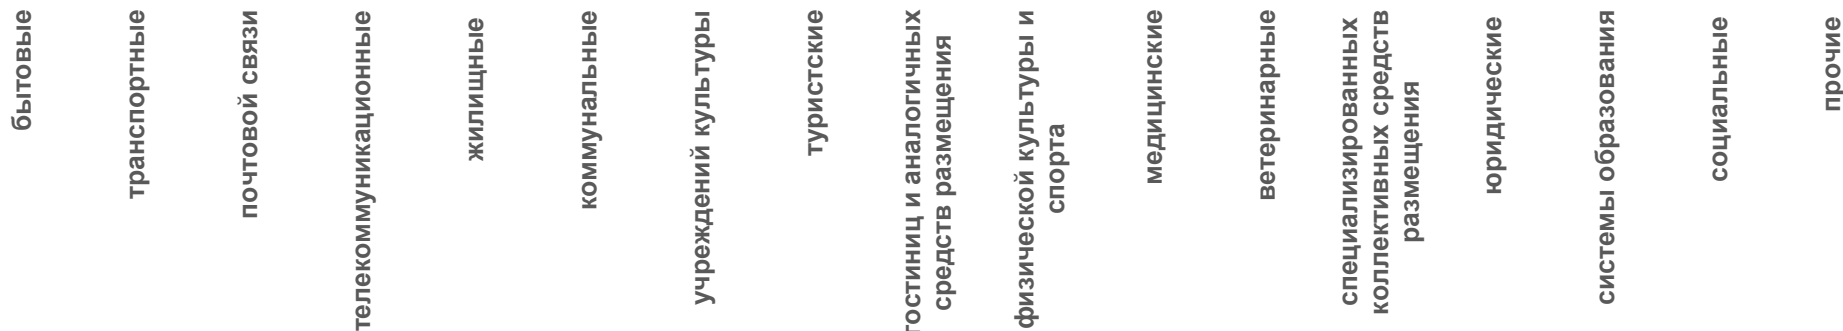 бытовые
транспортные
почтовой связи
телекоммуникационные
жилищные
коммунальные
учреждений культуры
туристские
гостиниц и аналогичных
средств размещения
физической культуры и
спорта
медицинские
ветеринарные
специализированных
коллективных средств
размещения
юридические
системы образования
социальные
прочие